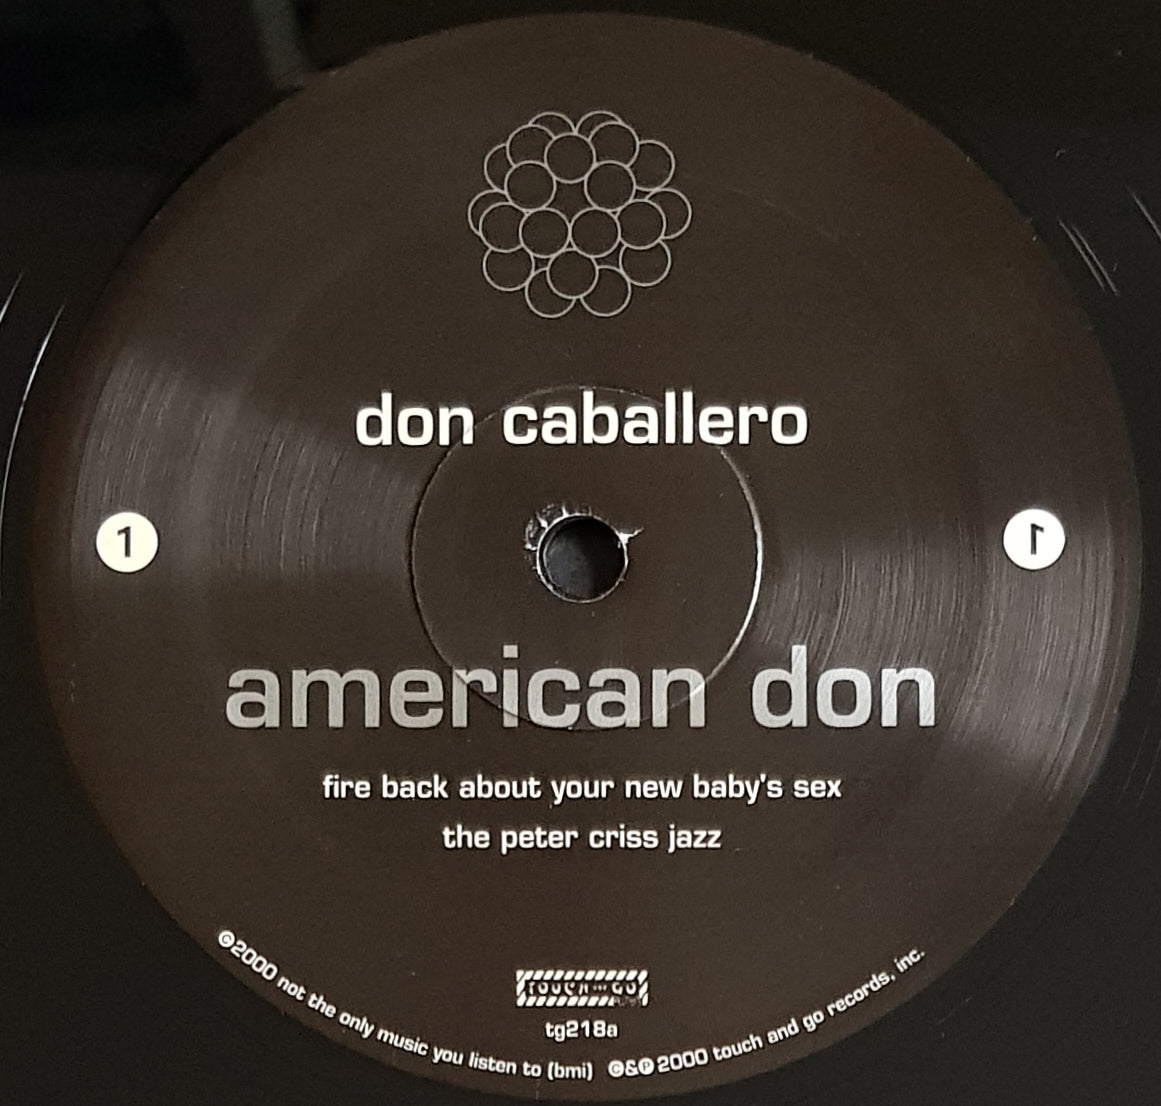 don caballero
1
1
american don
fire back about your new baby's sex
the peter criss jazz
TOUCH AND GO
tg218a
©2000 not the only music you listen to (bmi) ©&℗ 2000 touch and go records, inc.